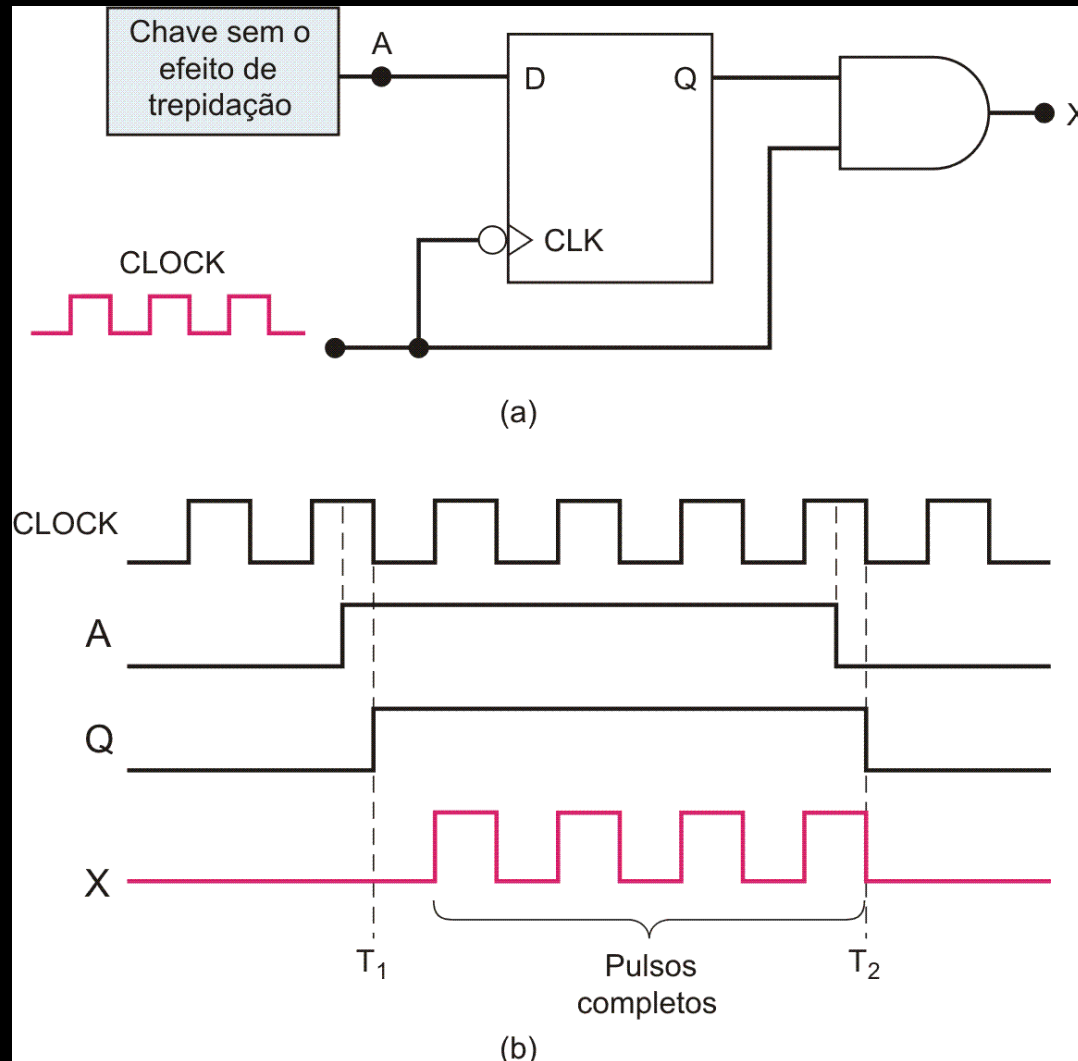 Chave sem o
efeito de
trepidação
A
D
Q
X
CLK
CLOCK
(a)
CLOCK
A
Q
X
T1
Pulsos
completos
T2
(b)